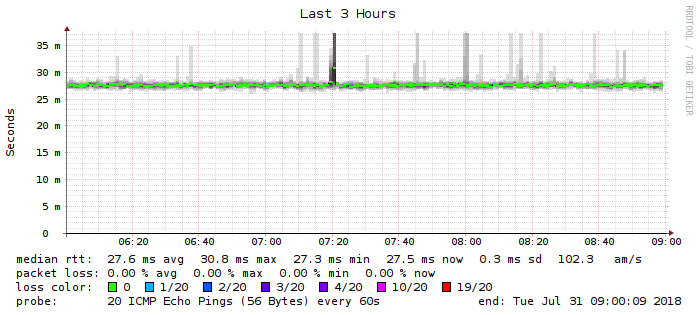 Last 3 Hours
RRDTOOL / TOBI OETIKER
Seconds
35 m
30 m
25 m
20 m
15 m
10 m
5 m
0
06:20 06:40 07:00 07:20 07:40 08:00 08:20 08:40 09:00
median rtt: 27.6 ms avg 30.8 ms max 27.3 ms min 27.5 ms now 0.3 ms sd 102.3 am/s
packet loss: 0.00 % avg 0.00 % max 0.00 % min 0.00 % now
loss color: 0 1/20 2/20 3/20 4/20 10/20 19/20
probe: 20 ICMP Echo Pings (56 Bytes) every 60s end: Tue Jul 31 09:00:09 2018